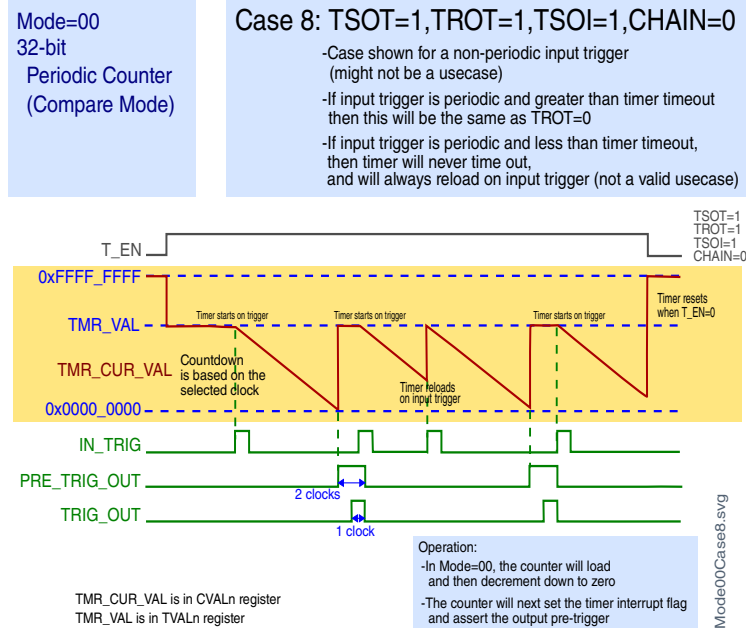 Mode=00
32-bit
Periodic Counter
(Compare Mode)
Case 8: TSOT=1,TROT=1,TSOI=1,CHAIN=0
-Case shown for a non-periodic input trigger
(might not be a usecase)
-If input trigger is periodic and greater than timer timeout
then this will be the same as TROT=0
-If input trigger is periodic and less than timer timeout,
then timer will never time out,
and will always reload on input trigger (not a valid usecase)
TSOT=1
TROT=1
TSOI=1
CHAIN=0
T_EN
0xFFFF_FFFF
Timer resets
when T_EN=0
Timer starts on trigger
Timer starts on trigger
Timer starts on trigger
TMR_VAL
TMR_CUR_VAL
Countdown
is based on the
selected clock
Timer reloads
on input trigger
0x0000_0000
IN_TRIG
PRE_TRIG_OUT
2 clocks
TRIG_OUT
1 clock
Operation:
-In Mode=00, the counter will load
and then decrement down to zero
-The counter will next set the timer interrupt flag
and assert the output pre-trigger
TMR_CUR_VAL is in CVALn register
TMR_VAL is in TVALn register
Mode00Case8.svg